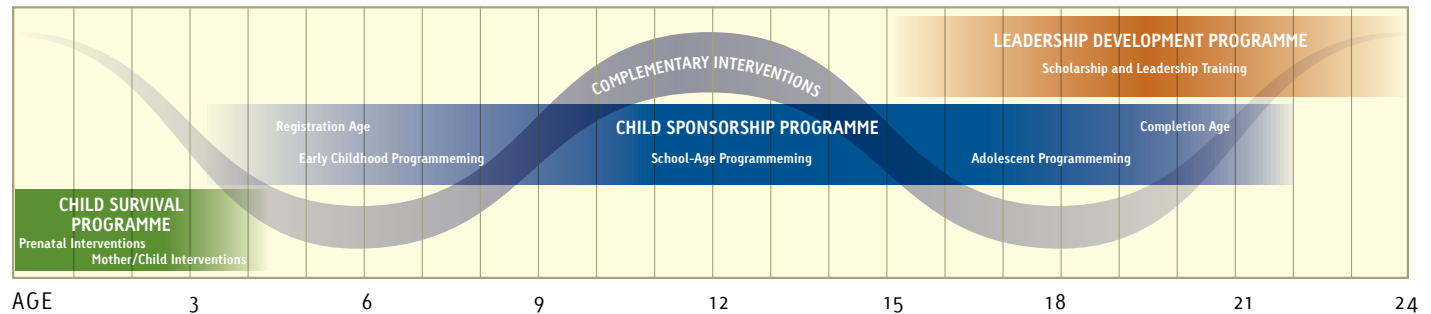 LEADERSHIP DEVELOPMENT PROGRAMME
Scholarship and Leadership Training
COMPLEMENTARY INTERVENTIONS
Registration Age
CHILD SPONSORSHIP PROGRAMME
Completion Age
Early Childhood Programmeming
School-Age Programmeming
Adolescent Programmeming
CHILD SURVIVAL
PROGRAMME
Prenatal Interventions
Mother/Child Interventions
AGE 3 6 9 12 15 18 21 24